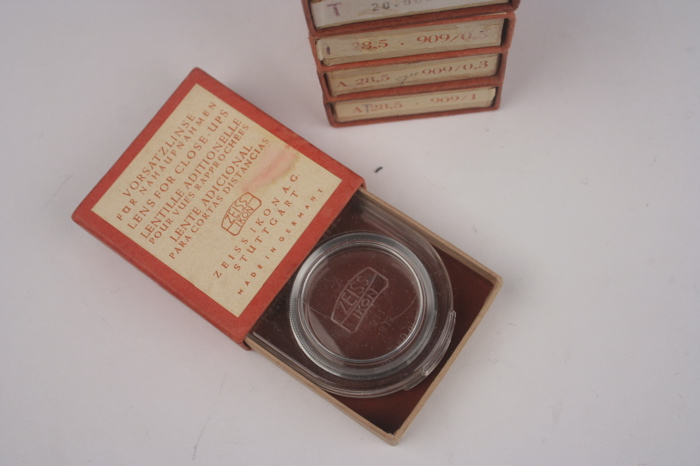 T
28,5 · 909/0,5
A 28,5 909/0,3
A 28,5 · 909/1
VORSATZLINSE
FÜR NAHAUFNAHMEN
LENS FOR CLOSE-UPS
LENTILLE ADITIONELLE
POUR VUES RAPPROCHÉES
LENTE ADICIONAL
PARA CORTAS DISTANCIAS
ZEISS
IKON
ZEISS IKON A.G.
STUTTGART
MADE IN GERMANY
ZEISS
IKON